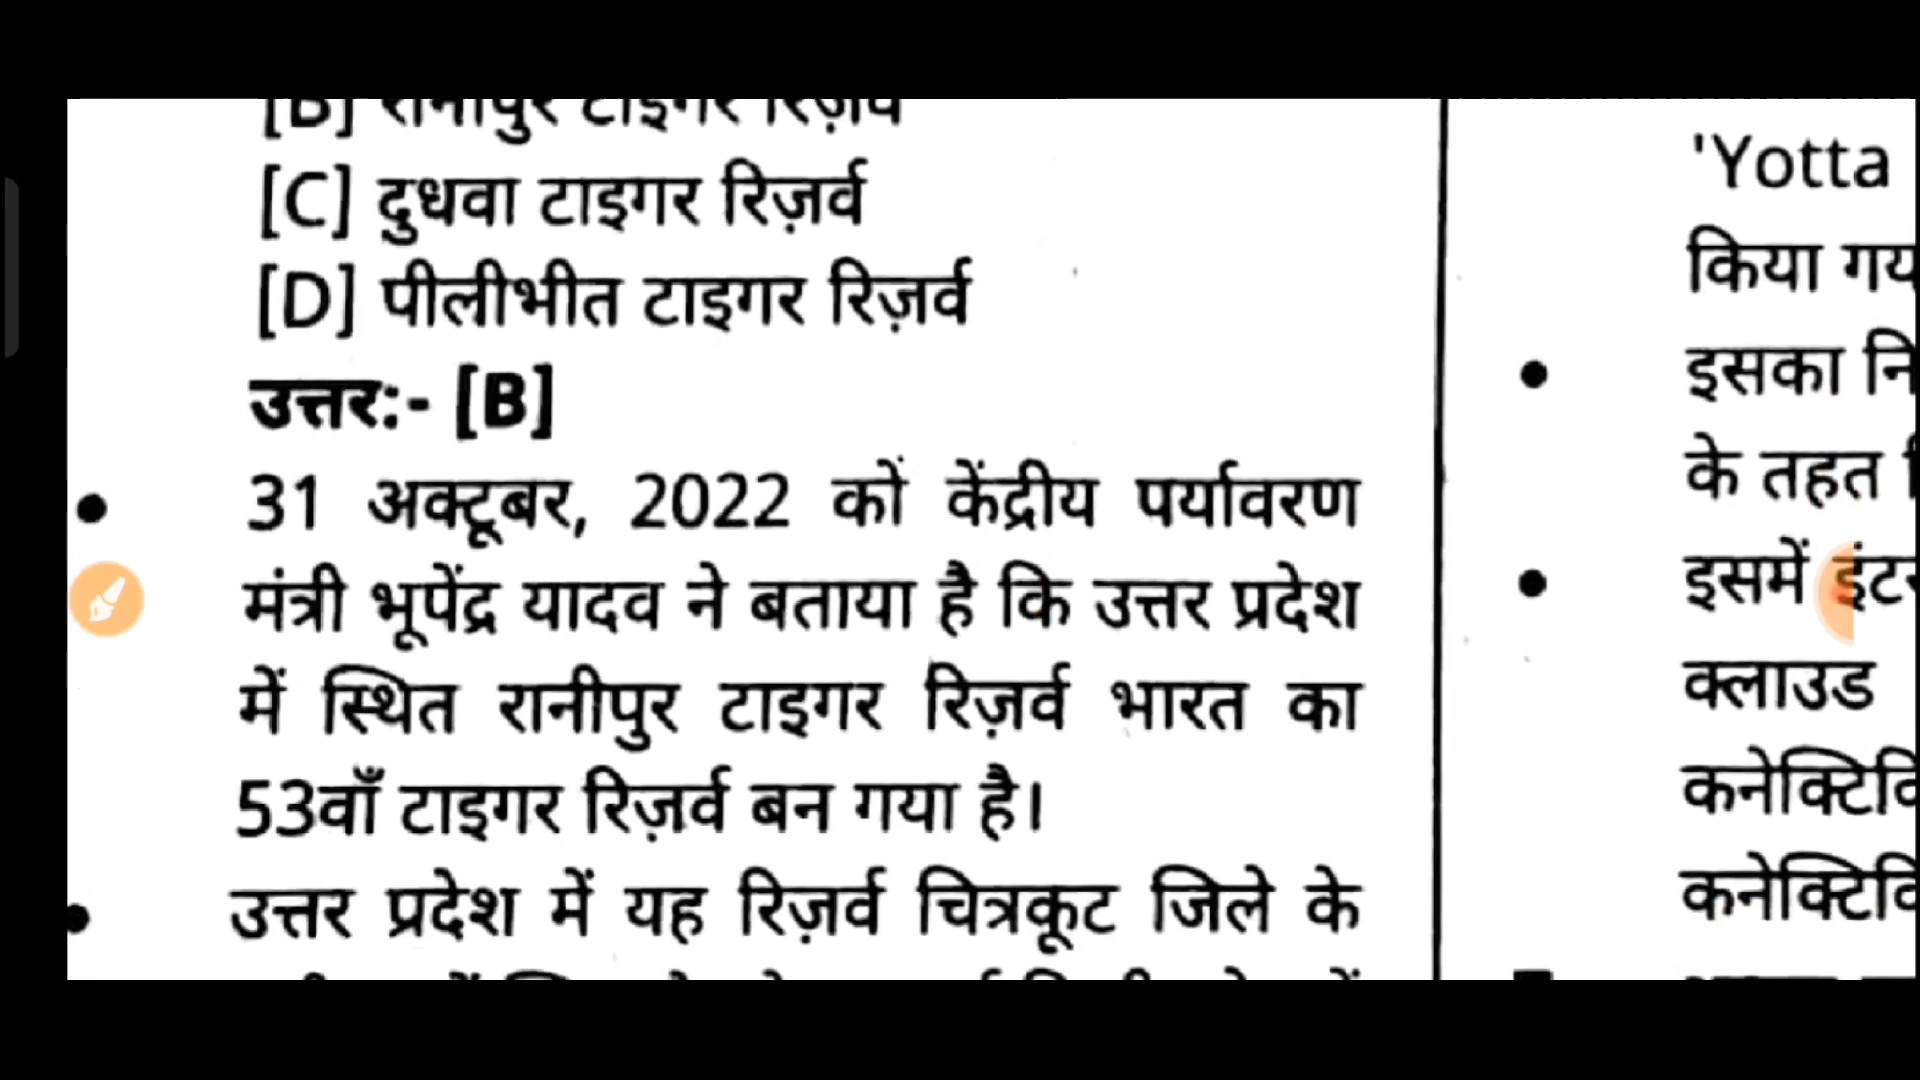 [B] रानीपुर टाइगर रिज़र्व
[C] दुधवा टाइगर रिज़र्व
[D] पीलीभीत टाइगर रिज़र्व
उत्तर:- [B]
31 अक्टूबर, 2022 को केंद्रीय पर्यावरण
मंत्री भूपेंद्र यादव ने बताया है कि उत्तर प्रदेश
में स्थित रानीपुर टाइगर रिज़र्व भारत का
53वाँ टाइगर रिज़र्व बन गया है।
उत्तर प्रदेश में यह रिज़र्व चित्रकूट जिले के
'Yotta
किया
इसका
के तहत
इसमें
क्लाउड